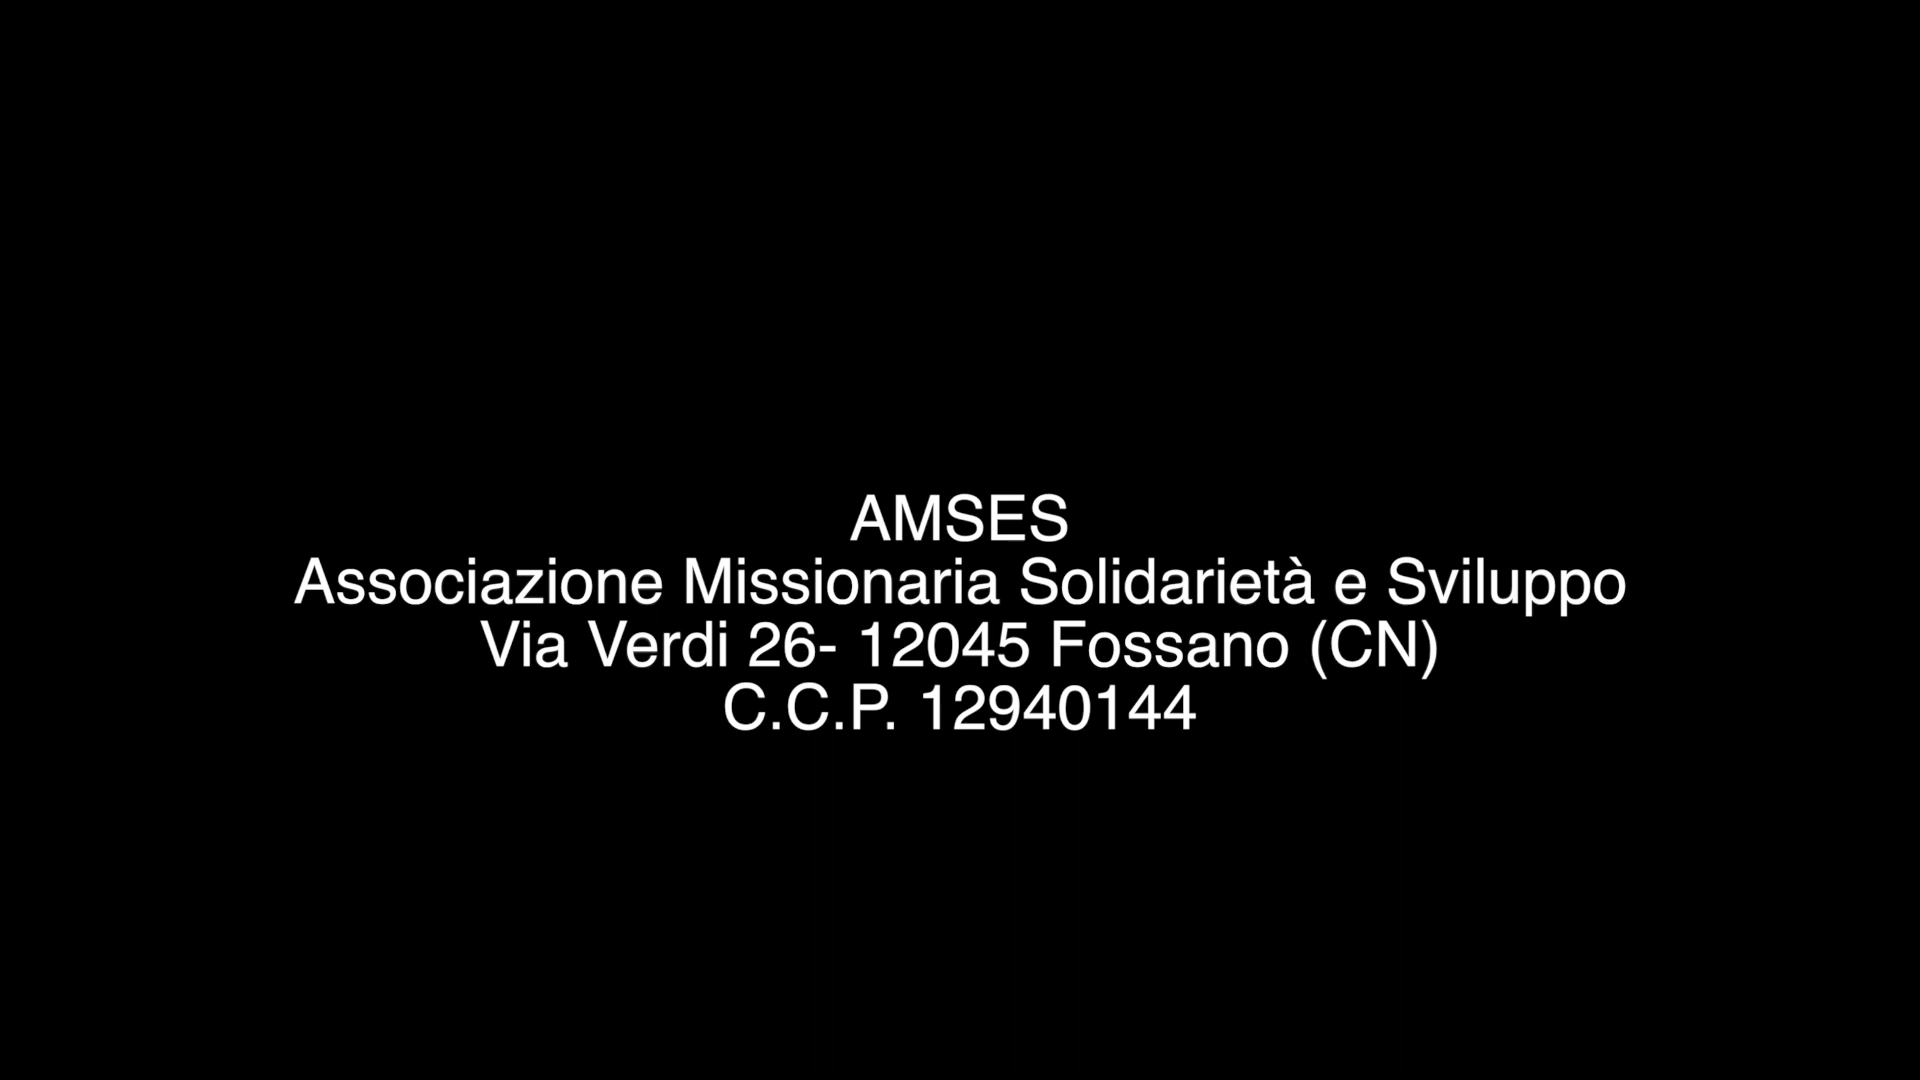 AMSES
Associazione Missionaria Solidarietà e Sviluppo
Via Verdi 26- 12045 Fossano (CN)
C.C.P. 12940144